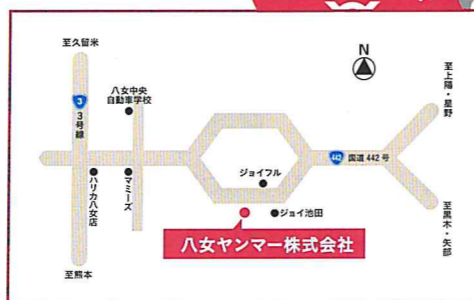 至久留米
N
至上陽・星野
八女中央
自動車学校
3
3号線
442
国道442号
ジョイフル
ハリカ八女店
マミーズ
ジョイ池田
至黒木・矢部
八女ヤンマー株式会社
至熊本